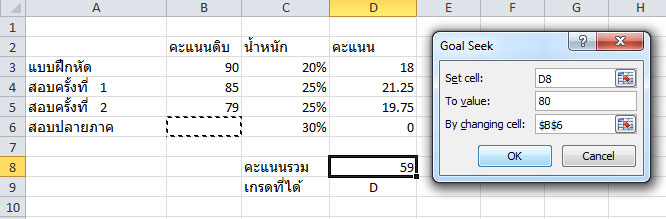 A B C D E F G H
1
2 คะแนนดิบ น้ำหนัก คะแนน
3 แบบฝึกหัด 90 20% 18
4 สอบครั้งที่ 1 85 25% 21.25
5 สอบครั้งที่ 2 79 25% 19.75
6 สอบปลายภาค 30% 0
7
8 คะแนนรวม 59
9 เกรดที่ได้ D
10
Goal Seek ? X
Set cell: D8
To value: 80
By changing cell: $B$6
OK Cancel